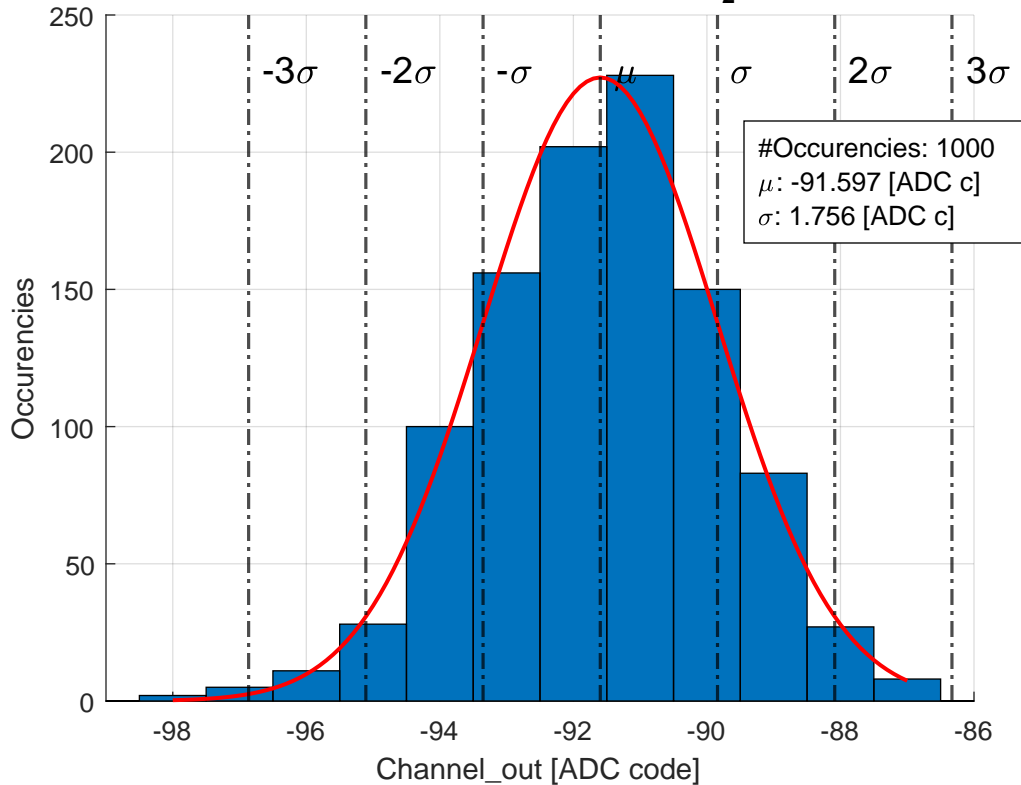 2
250
200
150
100
50
0
-3σ
-2σ
-σ
μ
σ
2σ
3σ
#Occurencies: 1000
μ: -91.597 [ADC c]
σ: 1.756 [ADC c]
Occurencies
-98
-96
-94
-92
-90
-88
-86
Channel_out [ADC code]